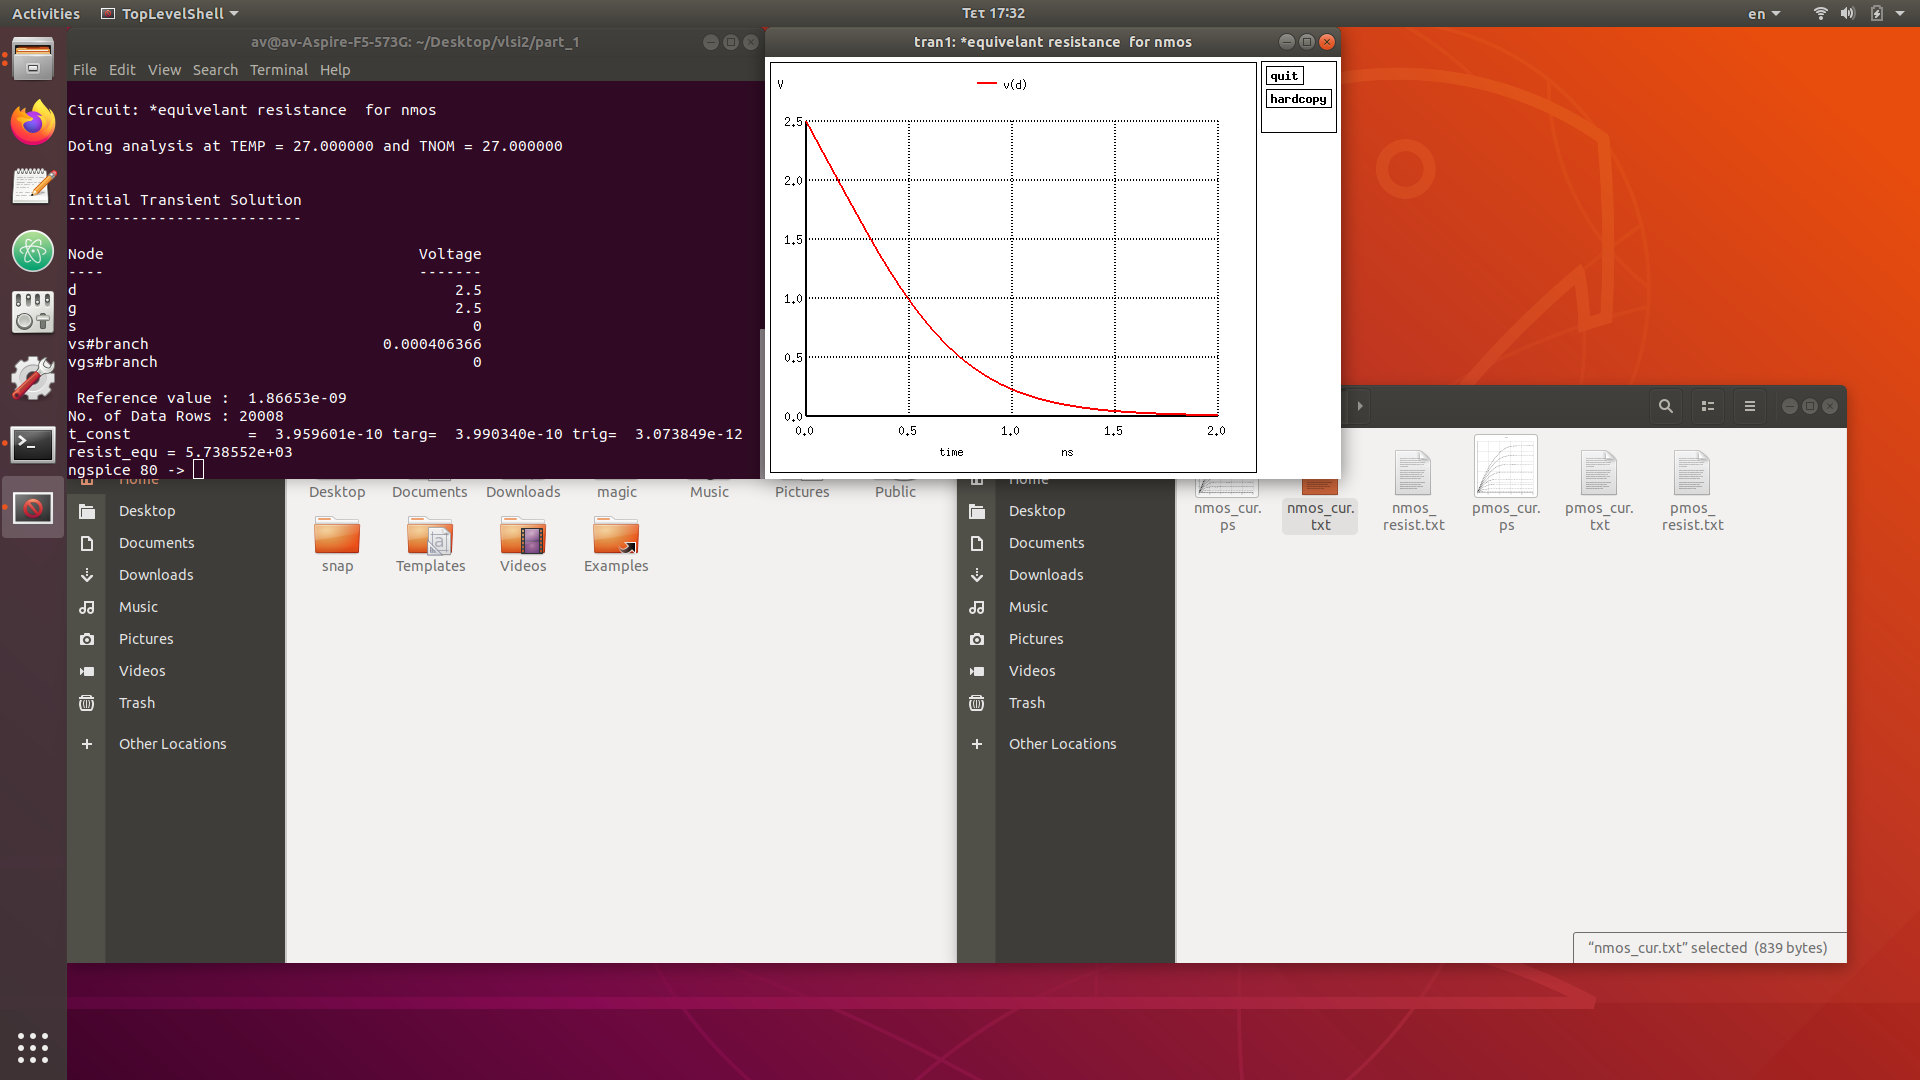 Activities
TopLevelShell
Τετ 17:32
en
av@av-Aspire-F5-573G: ~/Desktop/vlsi2/part_1
File Edit View Search Terminal Help
Circuit: *equivelant resistance  for nmos
Doing analysis at TEMP = 27.000000 and TNOM = 27.000000
Initial Transient Solution
--------------------------
Node Voltage
---- -------
d 2.5
g 2.5
s 0
vs#branch 0.000406366
vgs#branch 0
Reference value :  1.86653e-09
No. of Data Rows : 20008
t_const             =  3.959601e-10 targ=  3.990340e-10 trig=  3.073849e-12
resist_equ = 5.738552e+03
ngspice 80 ->
tran1: *equivelant resistance  for nmos
quit
hardcopy
V
v(d)
2.5
2.0
1.5
1.0
0.5
0.0
0.0 0.5 1.0 1.5 2.0
time ns
Home
Desktop
Documents
Downloads
Music
Pictures
Videos
Trash
Other Locations
Desktop Documents Downloads magic Music Pictures Public
snap Templates Videos Examples
Home
Desktop
Documents
Downloads
Music
Pictures
Videos
Trash
Other Locations
nmos_cur.ps
nmos_cur.txt
nmos_resist.txt
pmos_cur.ps
pmos_cur.txt
pmos_resist.txt
“nmos_cur.txt” selected (839 bytes)